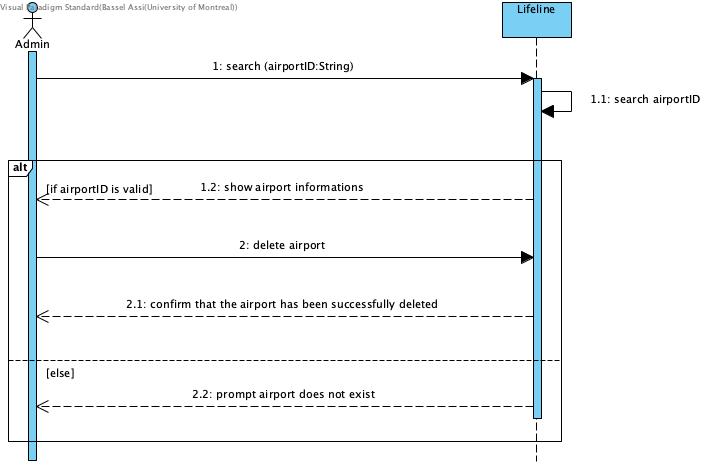 Visual Paradigm Standard(Bassel Assi(University of Montreal))
Lifeline
Admin
1: search (airportID:String)
1.1: search airportID
alt
[if airportID is valid]
1.2: show airport informations
2: delete airport
2.1: confirm that the airport has been successfully deleted
[else]
2.2: prompt airport does not exist